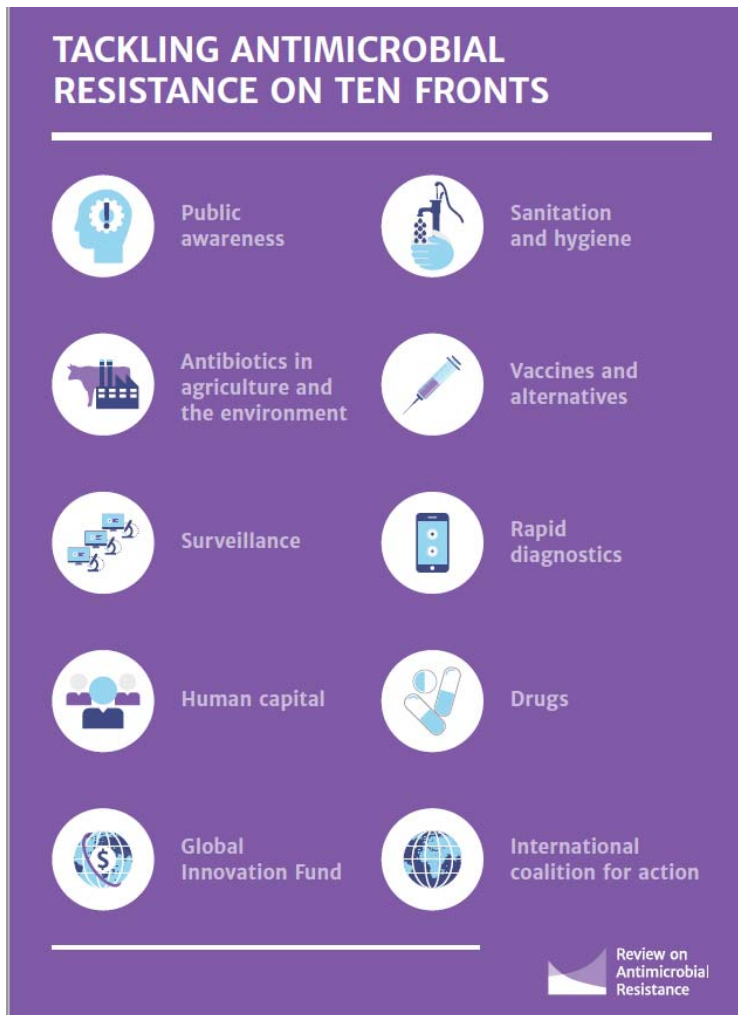 TACKLING ANTIMICROBIAL
RESISTANCE ON TEN FRONTS
Public
awareness
Sanitation
and hygiene
Antibiotics in
agriculture and
the environment
Vaccines and
alternatives
Surveillance
Rapid
diagnostics
Human capital
Drugs
$
Global
Innovation Fund
International
coalition for action
Review on
Antimicrobial
Resistance